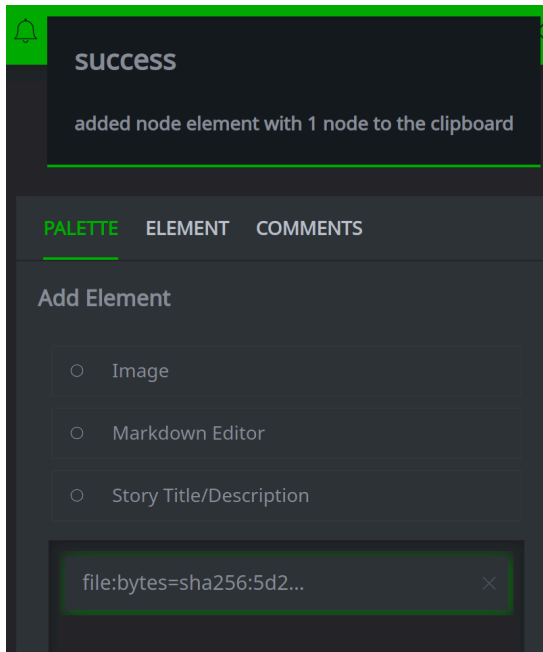 success
added node element with 1 node to the clipboard
PALETTE ELEMENT COMMENTS
Add Element
Image
Markdown Editor
Story Title/Description
file:bytes=sha256:5d2...